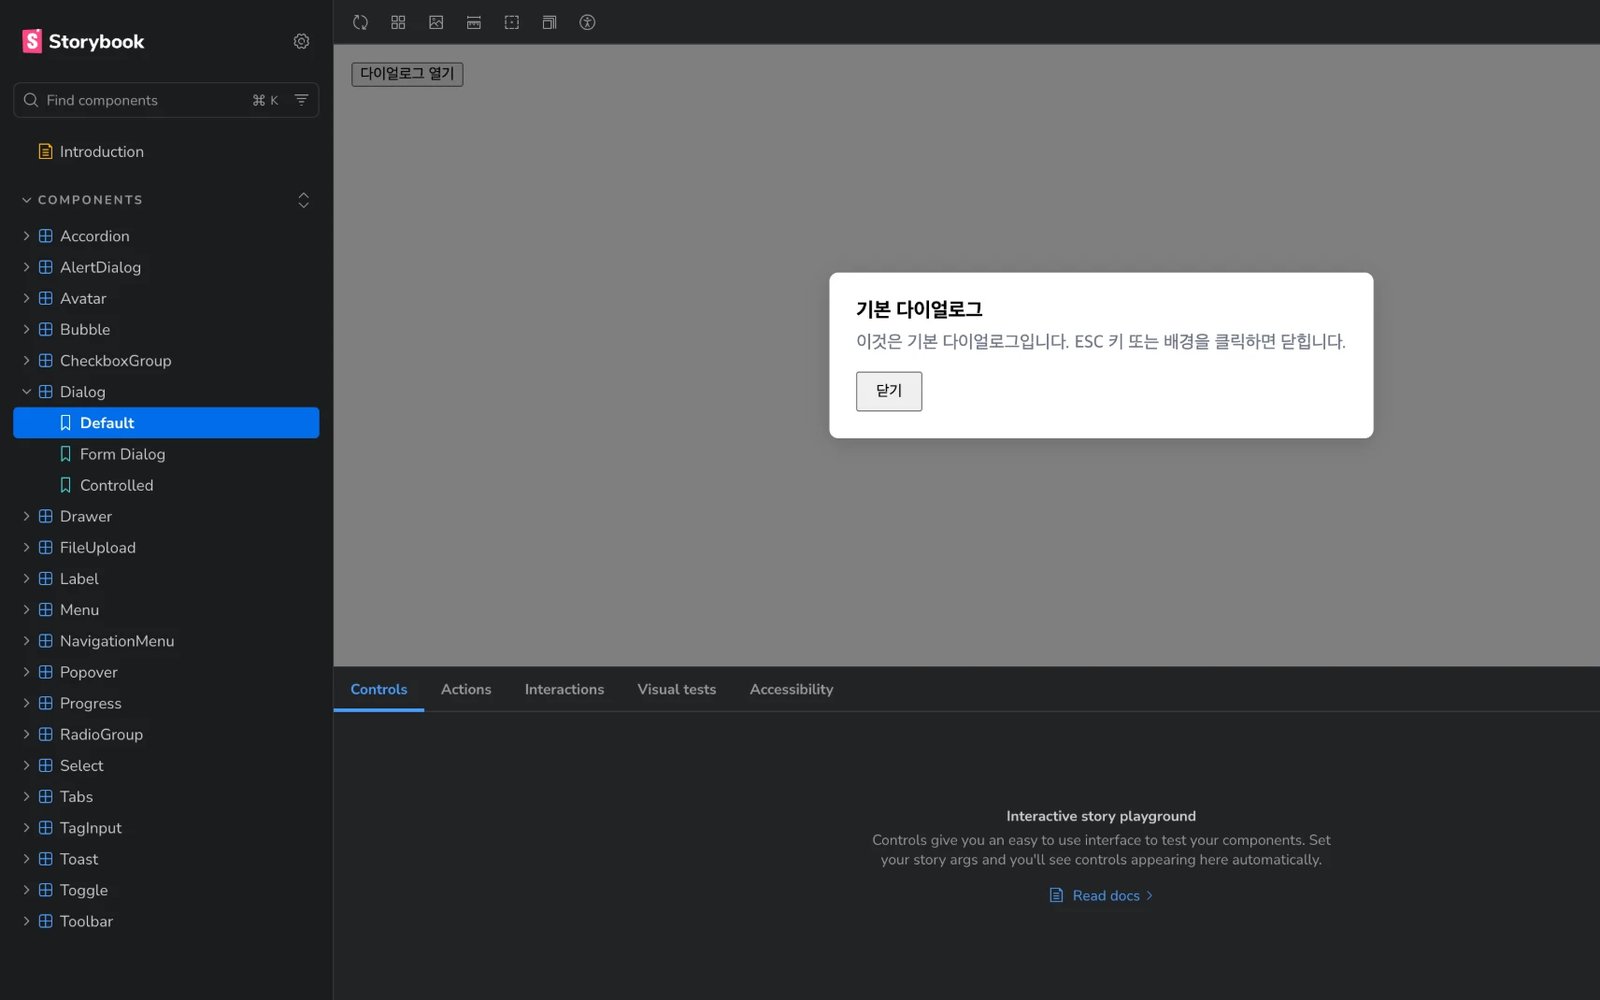 Storybook
Find components
⌘ K
Introduction
COMPONENTS
Accordion
AlertDialog
Avatar
Bubble
CheckboxGroup
Dialog
Default
Form Dialog
Controlled
Drawer
FileUpload
Label
Menu
NavigationMenu
Popover
Progress
RadioGroup
Select
Tabs
TagInput
Toast
Toggle
Toolbar
다이얼로그 열기
기본 다이얼로그
이것은 기본 다이얼로그입니다. ESC 키 또는 배경을 클릭하면 닫힙니다.
닫기
Controls
Actions
Interactions
Visual tests
Accessibility
Interactive story playground
Controls give you an easy to use interface to test your components. Set
your story args and you'll see controls appearing here automatically.
Read docs